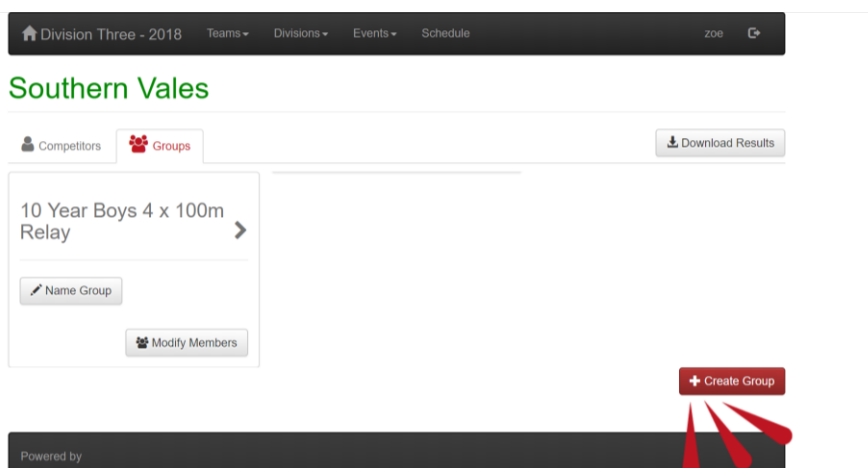 Division Three - 2018 Teams Divisions Events Schedule zoe
Southern Vales
Competitors Groups Download Results
10 Year Boys 4 x 100m
Relay
Name Group
Modify Members
Create Group
Powered by